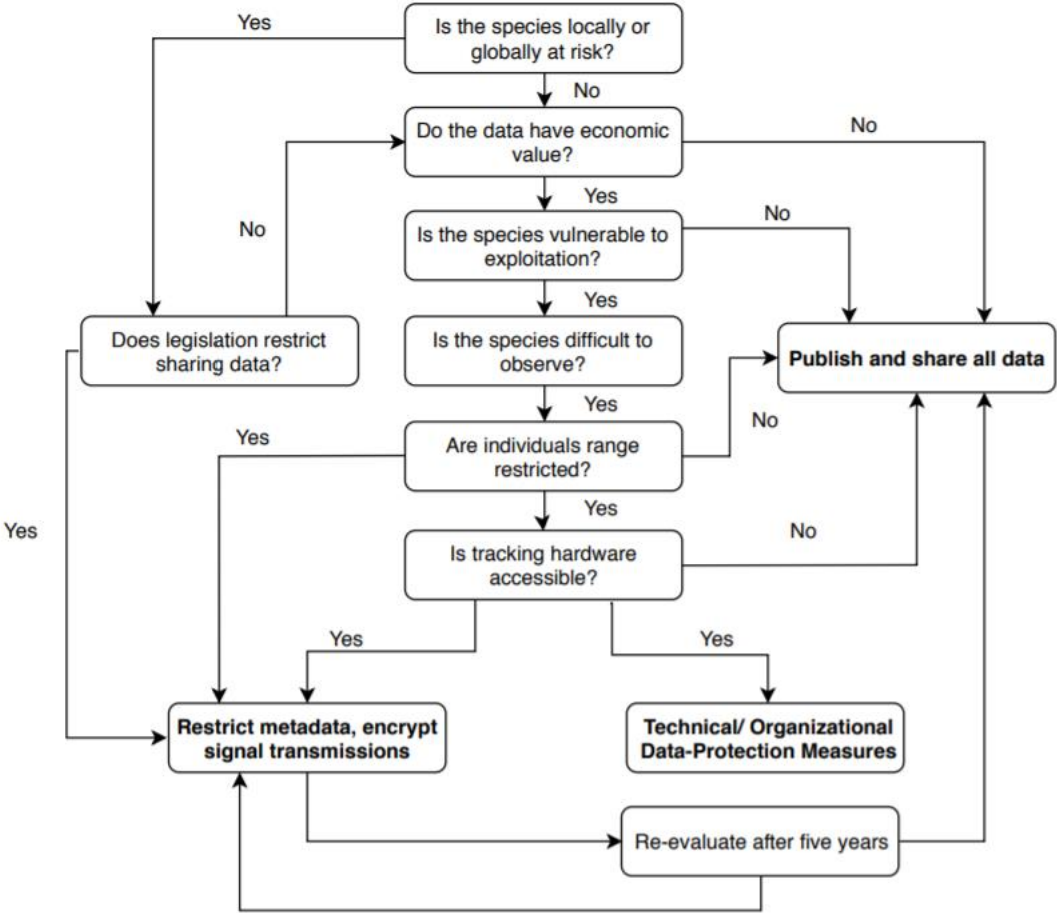 Yes
Is the species locally or
globally at risk?
No
Do the data have economic
value?
No
Yes
No
Is the species vulnerable to
exploitation?
No
Yes
Does legislation restrict
sharing data?
Is the species difficult to
observe?
Publish and share all data
Yes
No
Yes
Are individuals range
restricted?
Yes
Yes
No
Is tracking hardware
accessible?
Yes
Yes
Restrict metadata, encrypt
signal transmissions
Technical/ Organizational
Data-Protection Measures
Re-evaluate after five years